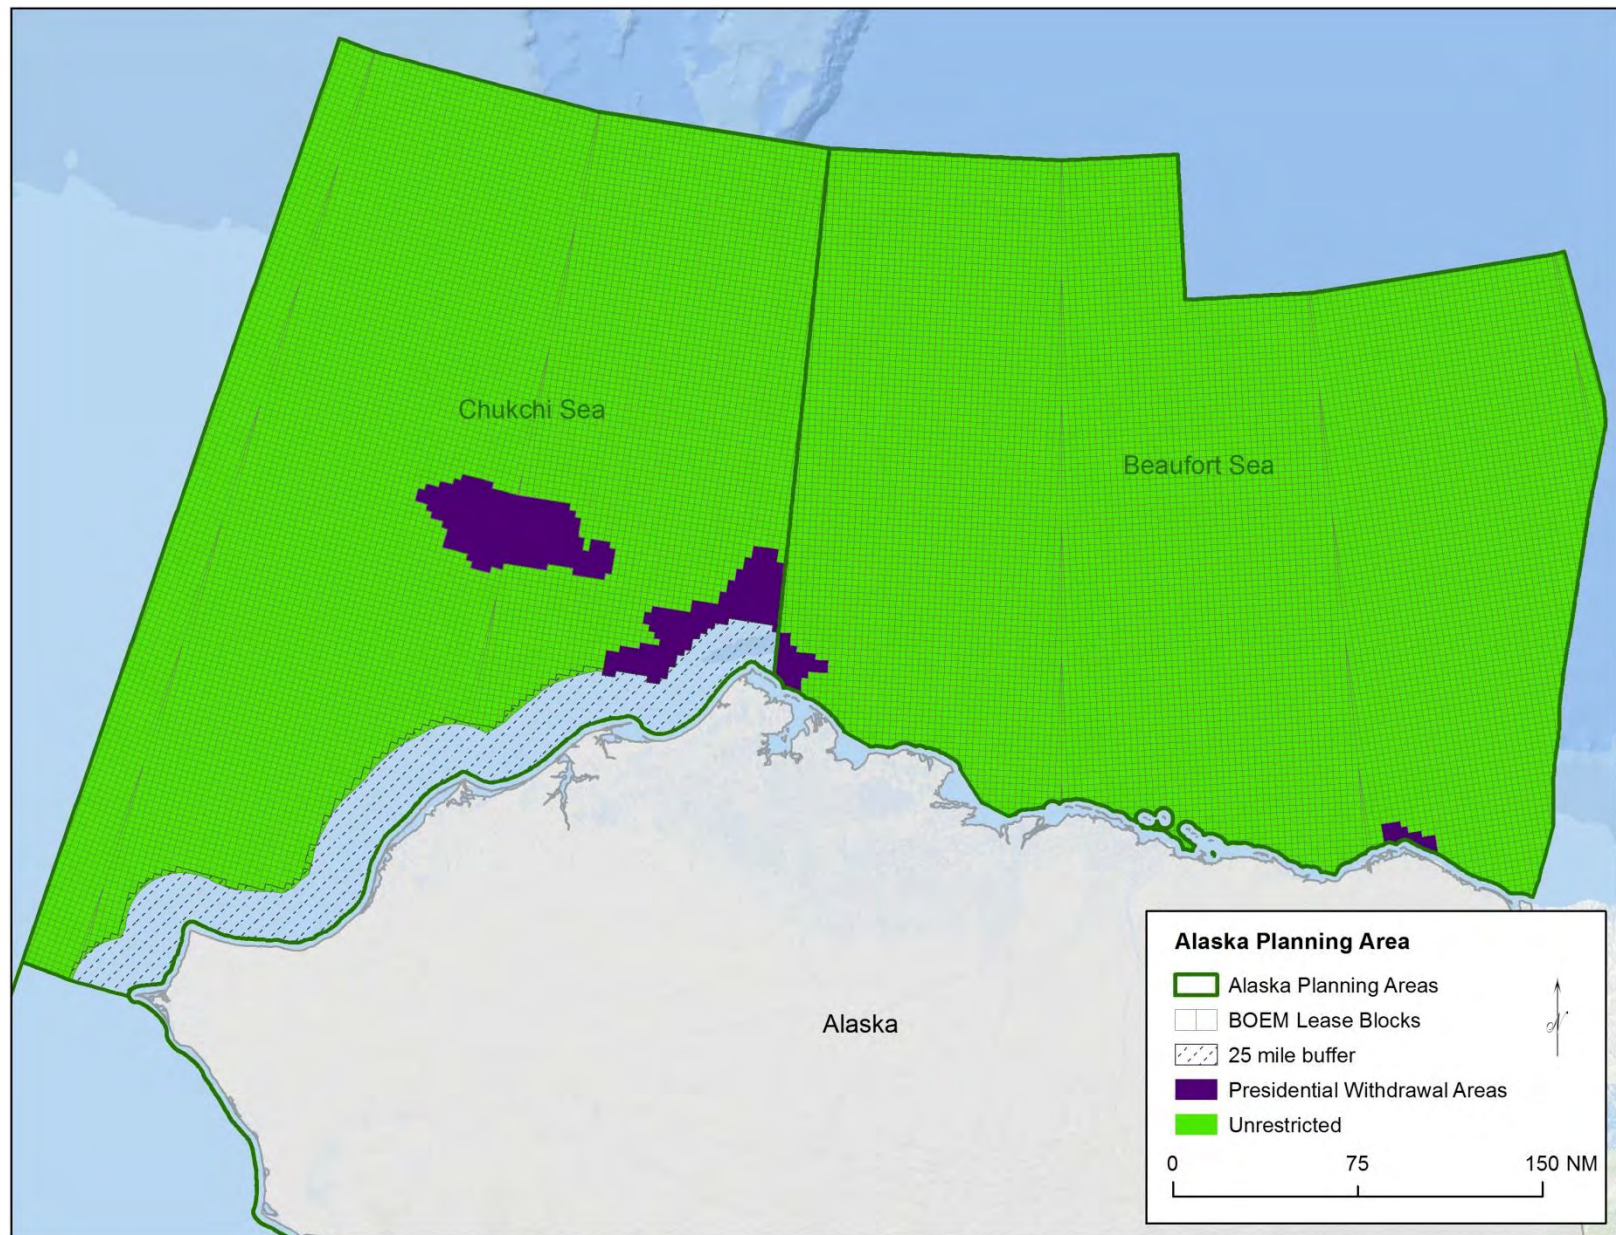 Chukchi Sea
Beaufort Sea
Alaska
Alaska Planning Area
Alaska Planning Areas
BOEM Lease Blocks
25 mile buffer
Presidential Withdrawal Areas
Unrestricted
N
0 75 150 NM